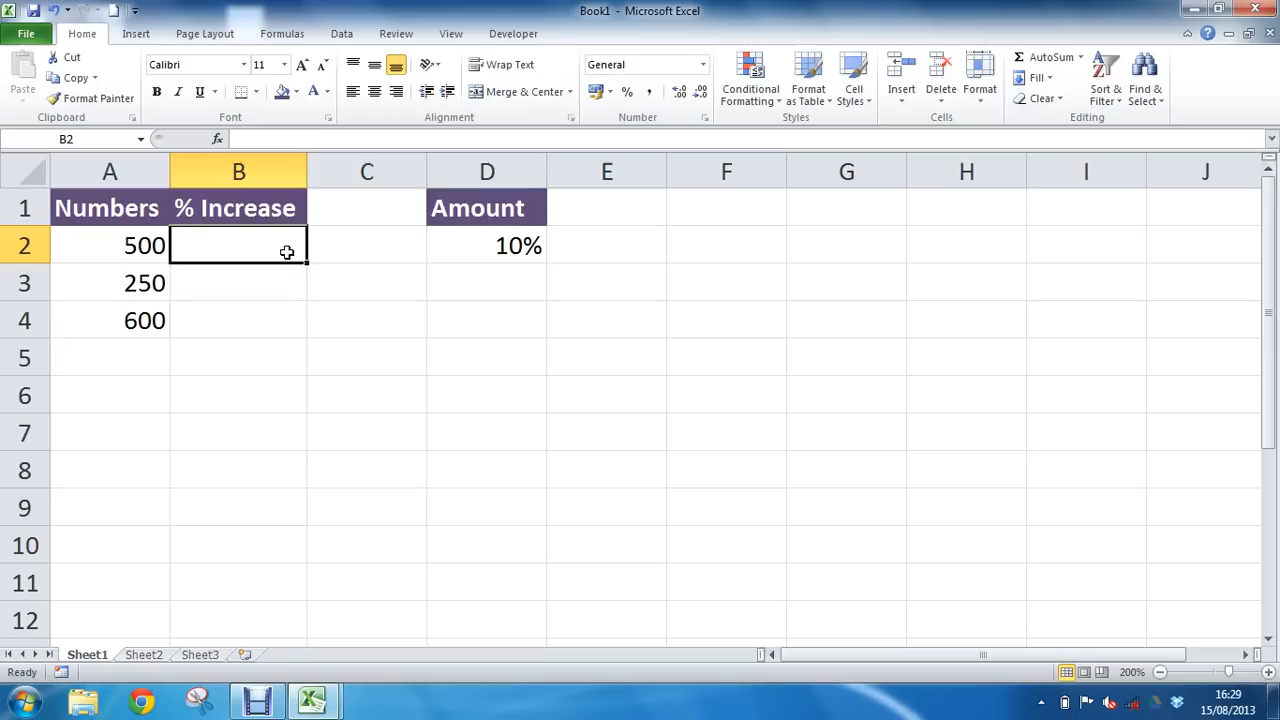 Book1 - Microsoft Excel
File Home Insert Page Layout Formulas Data Review View Developer
Paste
Cut
Copy
Format Painter
Clipboard
Calibri 11
B I U A A A
Font
Wrap Text
Merge & Center
Alignment
General
% ,
Number
Conditional Formatting
Format as Table
Cell Styles
Styles
Insert Delete Format
Cells
Σ AutoSum
Fill
Clear
Sort & Filter
Find & Select
Editing
B2 fx
A B C D E F G H I J
1 Numbers % Increase Amount
2 500 10%
3 250
4 600
5
6
7
8
9
10
11
12
Sheet1 Sheet2 Sheet3
Ready 200%
16:29
15/08/2013